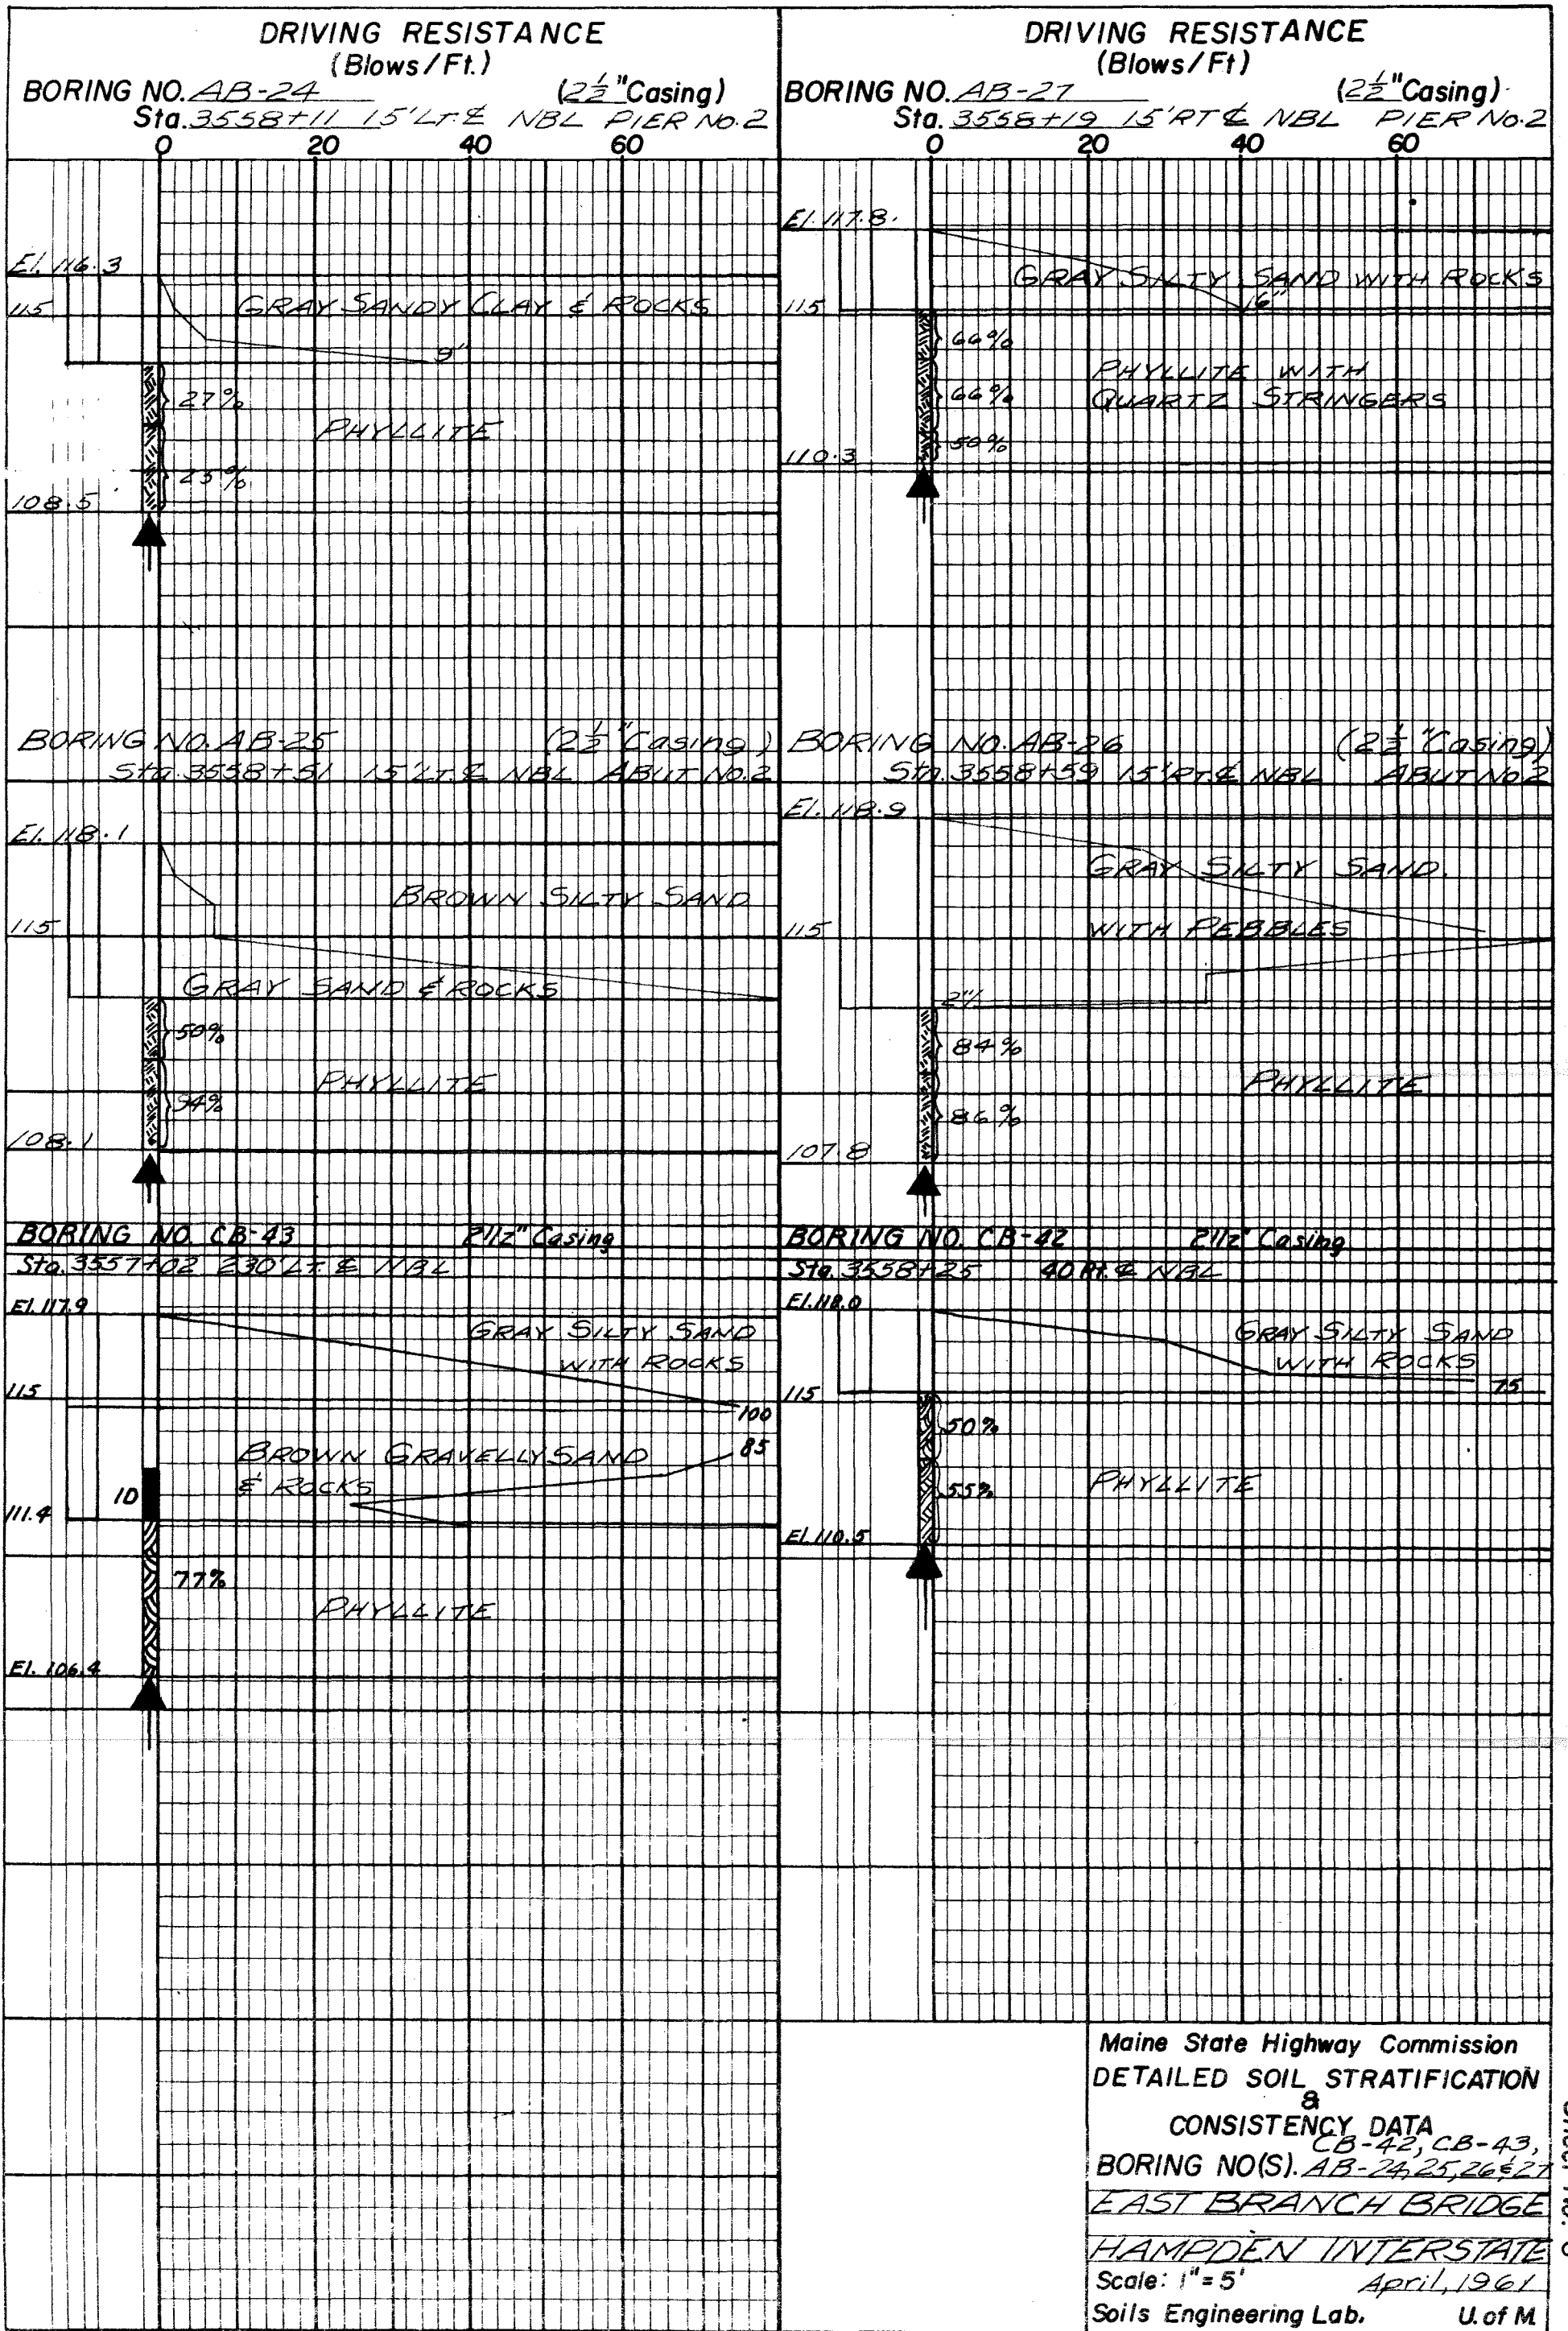 DRIVING RESISTANCE
(Blows/Ft.)
BORING NO. AB-24 (2½" Casing)
Sta. 3558+11 15' LT. ℄ NBL PIER No. 2
0 20 40 60
El. 116.3
115
GRAY SANDY CLAY & ROCKS
9"
27%
PHYLLITE
25%
108.5
BORING NO. AB-25 (2½" Casing)
Sta. 3558+51 15' LT. ℄ NBL ABUT No. 2
El. 118.1
BROWN SILTY SAND
115
GRAY SAND & ROCKS
50%
PHYLLITE
54%
108.1
BORING NO. CB-43 2½" Casing
Sta. 3557+02 230' LT. ℄ NBL
El. 117.9
GRAY SILTY SAND
WITH ROCKS
115
100
85
BROWN GRAVELLY SAND
& ROCKS
1D
111.4
77%
PHYLLITE
El. 106.4
DRIVING RESISTANCE
(Blows/Ft)
BORING NO. AB-27 (2½" Casing)
Sta. 3558+19 15' RT ℄ NBL PIER No. 2
0 20 40 60
El. 117.8
GRAY SILTY SAND WITH ROCKS
6"
115
66%
PHYLLITE WITH
66%
QUARTZ STRINGERS
50%
110.3
BORING NO. AB-26 (2½" Casing)
Sta. 3558+59 15' RT. ℄ NBL ABUT No. 2
El. 118.9
GRAY SILTY SAND
115
WITH PEBBLES
2"
84%
PHYLLITE
86%
107.8
BORING NO. CB-42 2½" Casing
Sta. 3558+25 40 Rt. ℄ NBL
El. 118.0
GRAY SILTY SAND
WITH ROCKS
75
115
50%
PHYLLITE
55%
El. 110.5
Maine State Highway Commission
DETAILED SOIL STRATIFICATION
&
CONSISTENCY DATA
CB-42, CB-43,
BORING NO(S). AB-24, 25, 26 & 27
EAST BRANCH BRIDGE
HAMPDEN INTERSTATE
Scale: 1" = 5' April, 1961
Soils Engineering Lab. U. of M.